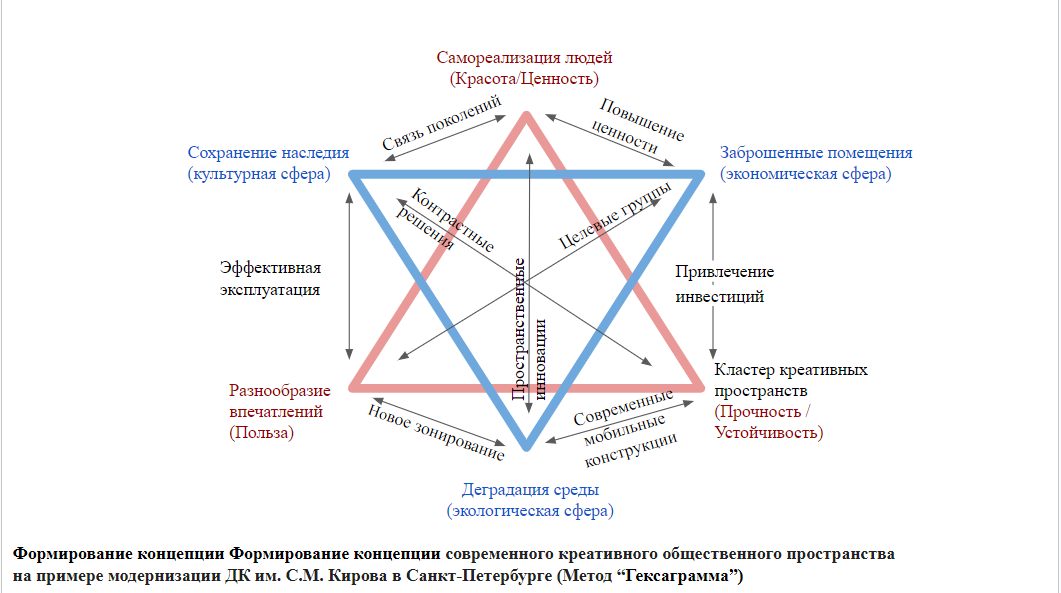 Самореализация людей
(Красота/Ценность)
Связь поколений
Повышение
ценности
Сохранение наследия
(культурная сфера)
Заброшенные помещения
(экономическая сфера)
Контрастные
решения
Целевые группы
Эффективная
эксплуатация
Пространственные
инновации
Привлечение
инвестиций
Разнообразие
впечатлений
(Польза)
Кластер креативных
пространств
(Прочность /
Устойчивость)
Новое зонирование
Современные
мобильные
конструкции
Деградация среды
(экологическая сфера)
Формирование концепции Формирование концепции современного креативного общественного пространства
на примере модернизации ДК им. С.М. Кирова в Санкт-Петербурге (Метод “Гексаграмма”)